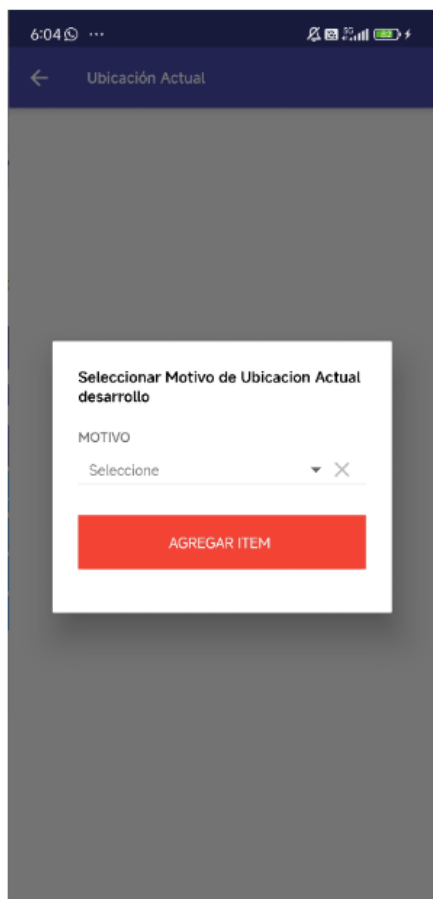 6:04
Ubicación Actual
Seleccionar Motivo de Ubicacion Actual
desarrollo
MOTIVO
Seleccione
AGREGAR ITEM